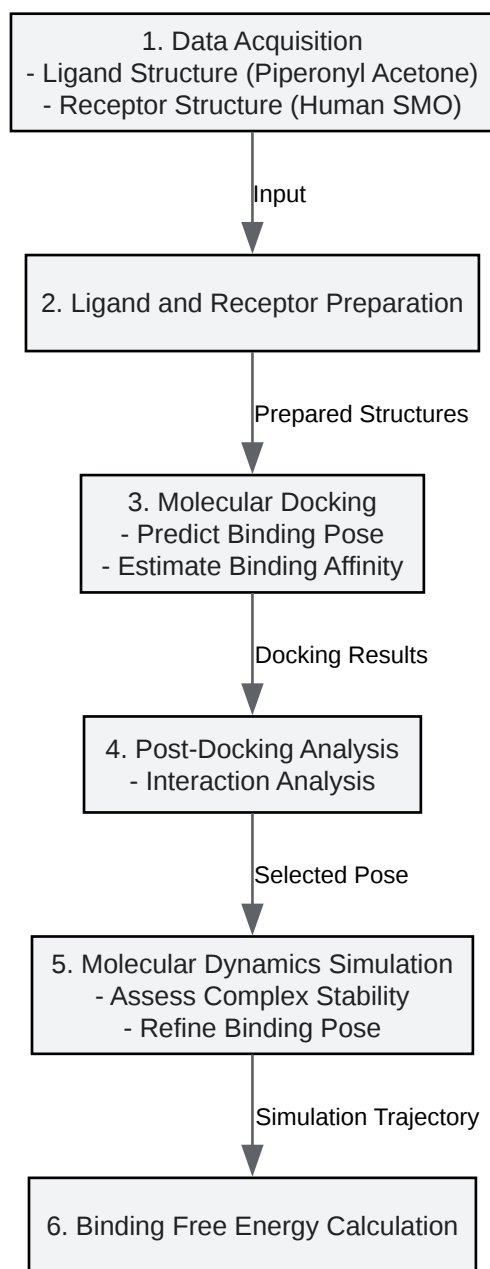 1. Data Acquisition
- Ligand Structure (Piperonyl Acetone)
- Receptor Structure (Human SMO)
Input
2. Ligand and Receptor Preparation
Prepared Structures
3. Molecular Docking
- Predict Binding Pose
- Estimate Binding Affinity
Docking Results
4. Post-Docking Analysis
- Interaction Analysis
Selected Pose
5. Molecular Dynamics Simulation
- Assess Complex Stability
- Refine Binding Pose
Simulation Trajectory
6. Binding Free Energy Calculation